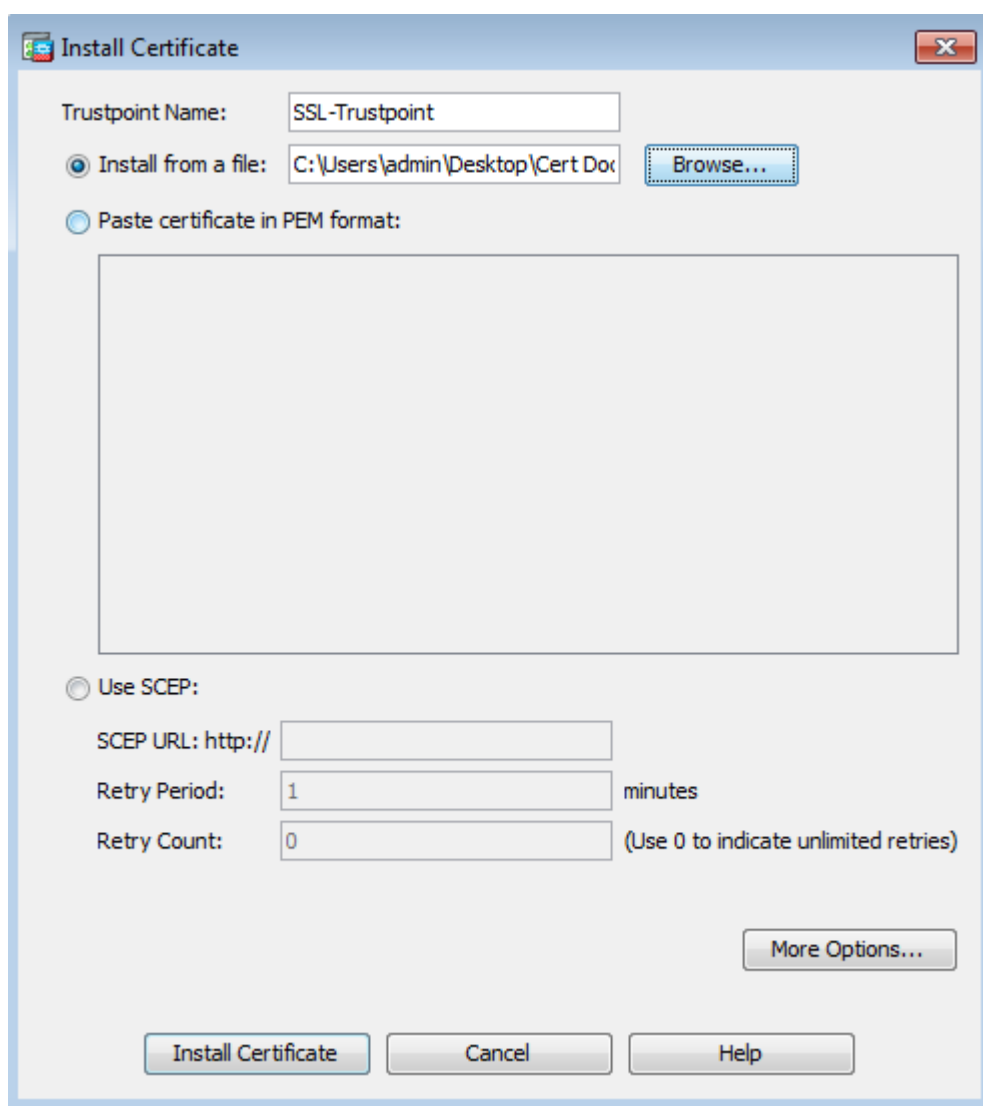 Install Certificate
Trustpoint Name: SSL-Trustpoint
Install from a file: C:\Users\admin\Desktop\Cert Doc Browse...
Paste certificate in PEM format:
Use SCEP:
SCEP URL: http://
Retry Period: 1 minutes
Retry Count: 0 (Use 0 to indicate unlimited retries)
More Options...
Install Certificate Cancel Help